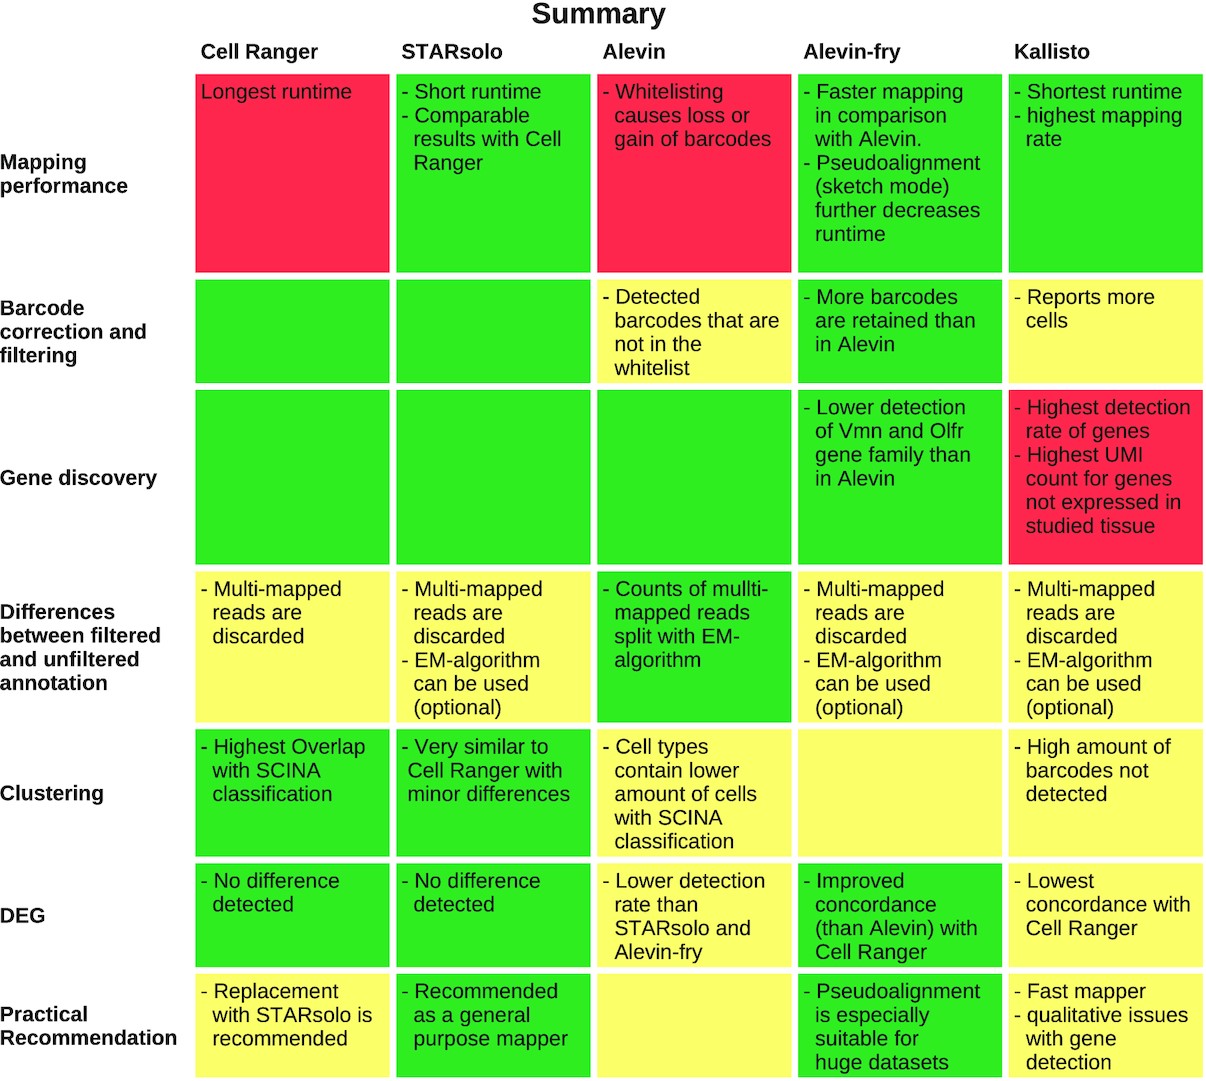 Summary
Cell Ranger
STARsolo
Alevin
Alevin-fry
Kallisto
Mapping
performance
Longest runtime
- Short runtime
- Comparable
results with Cell
Ranger
- Whitelisting
causes loss or
gain of barcodes
- Faster mapping
in comparison
with Alevin.
- Pseudoalignment
(sketch mode)
further decreases
runtime
- Shortest runtime
- highest mapping
rate
Barcode
correction and
filtering
- Detected
barcodes that are
not in the
whitelist
- More barcodes
are retained than
in Alevin
- Reports more
cells
Gene discovery
- Lower detection
of Vmn and Olfr
gene family than
in Alevin
- Highest detection
rate of genes
- Highest UMI
count for genes
not expressed in
studied tissue
Differences
between filtered
and unfiltered
annotation
- Multi-mapped
reads are
discarded
- Multi-mapped
reads are
discarded
- EM-algorithm
can be used
(optional)
- Counts of mullti-
mapped reads
split with EM-
algorithm
- Multi-mapped
reads are
discarded
- EM-algorithm
can be used
(optional)
- Multi-mapped
reads are
discarded
- EM-algorithm
can be used
(optional)
Clustering
- Highest Overlap
with SCINA
classification
- Very similar to
Cell Ranger with
minor differences
- Cell types
contain lower
amount of cells
with SCINA
classification
- High amount of
barcodes not
detected
DEG
- No difference
detected
- No difference
detected
- Lower detection
rate than
STARsolo and
Alevin-fry
- Improved
concordance
(than Alevin) with
Cell Ranger
- Lowest
concordance with
Cell Ranger
Practical
Recommendation
- Replacement
with STARsolo is
recommended
- Recommended
as a general
purpose mapper
- Pseudoalignment
is especially
suitable for
huge datasets
- Fast mapper
- qualitative issues
with gene
detection